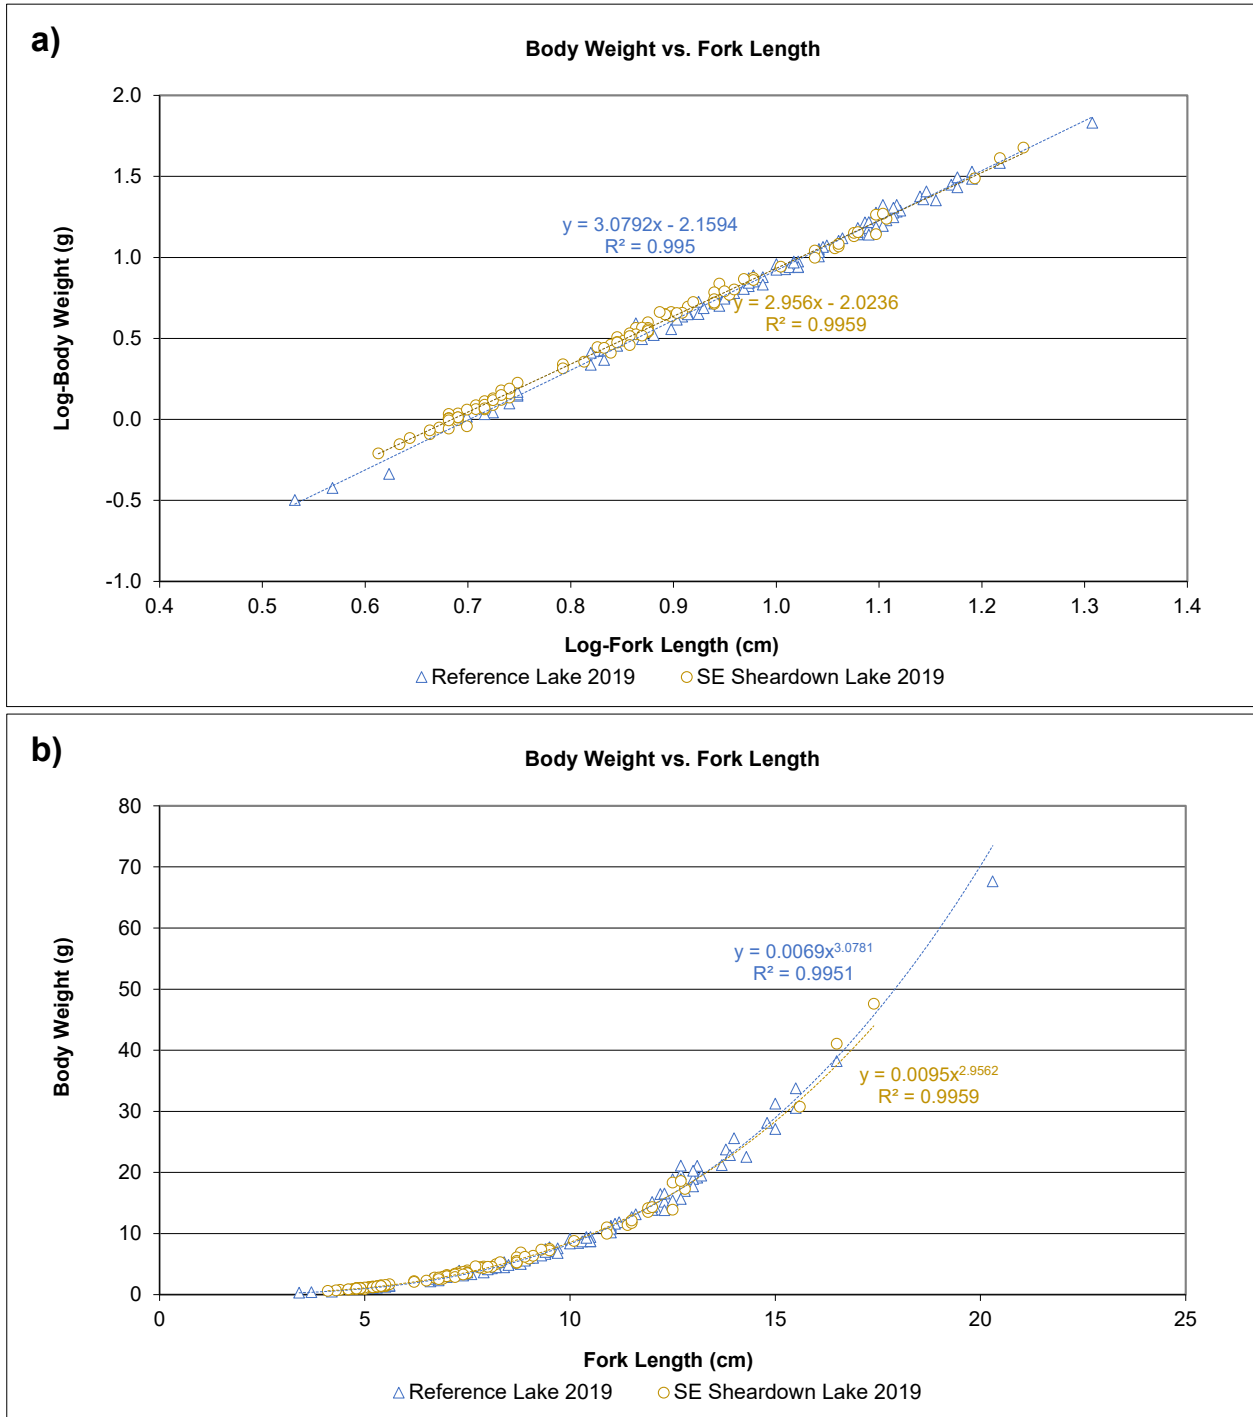 a)
Body Weight vs. Fork Length
2.0
1.5
1.0
0.5
0.0
-0.5
-1.0
Log-Body Weight (g)
y = 3.0792x - 2.1594
R² = 0.995
y = 2.956x - 2.0236
R² = 0.9959
0.4 0.5 0.6 0.7 0.8 0.9 1.0 1.1 1.2 1.3 1.4
Log-Fork Length (cm)
Reference Lake 2019 SE Sheardown Lake 2019
b)
Body Weight vs. Fork Length
80
70
60
50
40
30
20
10
0
Body Weight (g)
y = 0.0069x^3.0781
R² = 0.9951
y = 0.0095x^2.9562
R² = 0.9959
0 5 10 15 20 25
Fork Length (cm)
Reference Lake 2019 SE Sheardown Lake 2019